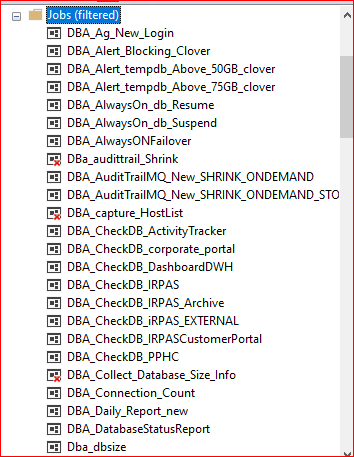 Jobs (filtered)
DBA_Ag_New_Login
DBA_Alert_Blocking_Clover
DBA_Alert_tempdb_Above_50GB_clover
DBA_Alert_tempdb_Above_75GB_clover
DBA_AlwaysOn_db_Resume
DBA_AlwaysOn_db_Suspend
DBA_AlwaysONFailover
DBa_audittrail_Shrink
DBA_AuditTrailMQ_New_SHRINK_ONDEMAND
DBA_AuditTrailMQ_New_SHRINK_ONDEMAND_STO
DBA_capture_HostList
DBA_CheckDB_ActivityTracker
DBA_CheckDB_corporate_portal
DBA_CheckDB_DashboardDWH
DBA_CheckDB_IRPAS
DBA_CheckDB_IRPAS_Archive
DBA_CheckDB_iRPAS_EXTERNAL
DBA_CheckDB_IRPASCustomerPortal
DBA_CheckDB_PPHC
DBA_Collect_Database_Size_Info
DBA_Connection_Count
DBA_Daily_Report_new
DBA_DatabaseStatusReport
Dba_dbsize